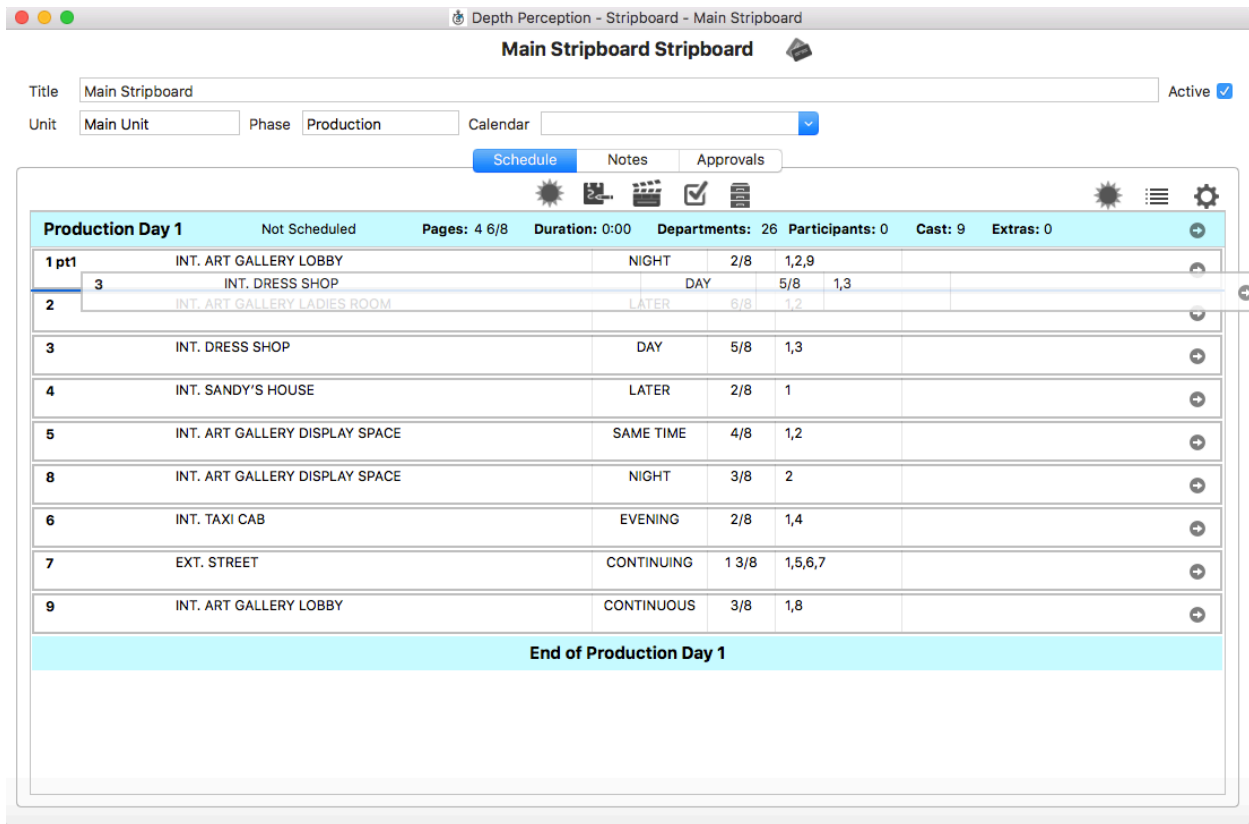 Depth Perception - Stripboard - Main Stripboard
Main Stripboard Stripboard
Title Main Stripboard Active
Unit Main Unit Phase Production Calendar
Schedule Notes Approvals
Production Day 1 Not Scheduled Pages: 4 6/8 Duration: 0:00 Departments: 26 Participants: 0 Cast: 9 Extras: 0
1 pt1 INT. ART GALLERY LOBBY NIGHT 2/8 1,2,9
3 INT. DRESS SHOP DAY 5/8 1,3
2 INT. ART GALLERY LADIES ROOM LATER 6/8 1,2
3 INT. DRESS SHOP DAY 5/8 1,3
4 INT. SANDY'S HOUSE LATER 2/8 1
5 INT. ART GALLERY DISPLAY SPACE SAME TIME 4/8 1,2
8 INT. ART GALLERY DISPLAY SPACE NIGHT 3/8 2
6 INT. TAXI CAB EVENING 2/8 1,4
7 EXT. STREET CONTINUING 1 3/8 1,5,6,7
9 INT. ART GALLERY LOBBY CONTINUOUS 3/8 1,8
End of Production Day 1